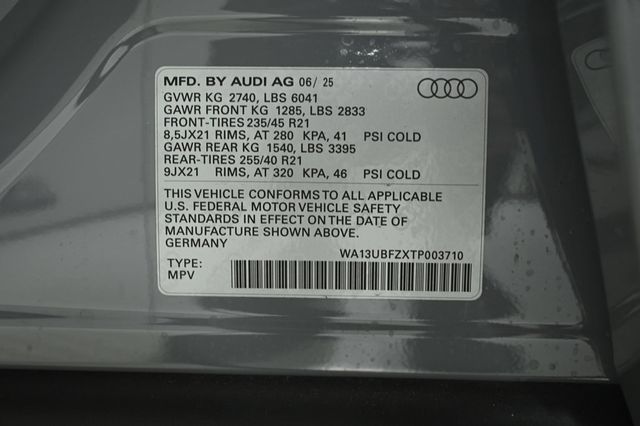 MFD. BY AUDI AG 06/ 25
GVWR KG 2740, LBS 6041
GAWR FRONT KG 1285, LBS 2833
FRONT-TIRES 235/45 R21
8,5JX21 RIMS, AT 280 KPA, 41 PSI COLD
GAWR REAR KG 1540, LBS 3395
REAR-TIRES 255/40 R21
9JX21 RIMS, AT 320 KPA, 46 PSI COLD
THIS VEHICLE CONFORMS TO ALL APPLICABLE
U.S. FEDERAL MOTOR VEHICLE SAFETY
STANDARDS IN EFFECT ON THE DATE OF
MANUFACTURE SHOWN ABOVE.
GERMANY
WA13UBFZXTP003710
TYPE:
MPV